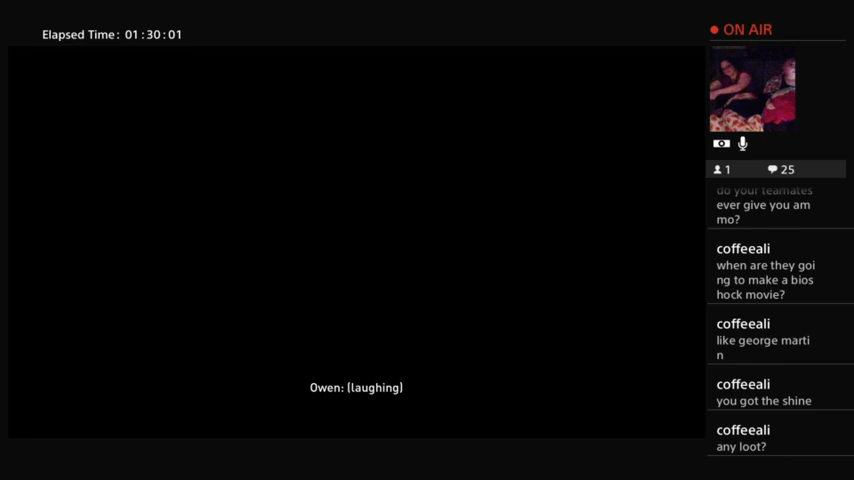 Elapsed Time: 01:30:01
ON AIR
1
25
do your teamates
ever give you am
mo?
coffeeali
when are they goi
ng to make a bios
hock movie?
coffeeali
like george marti
n
coffeeali
you got the shine
coffeeali
any loot?
Owen: (laughing)